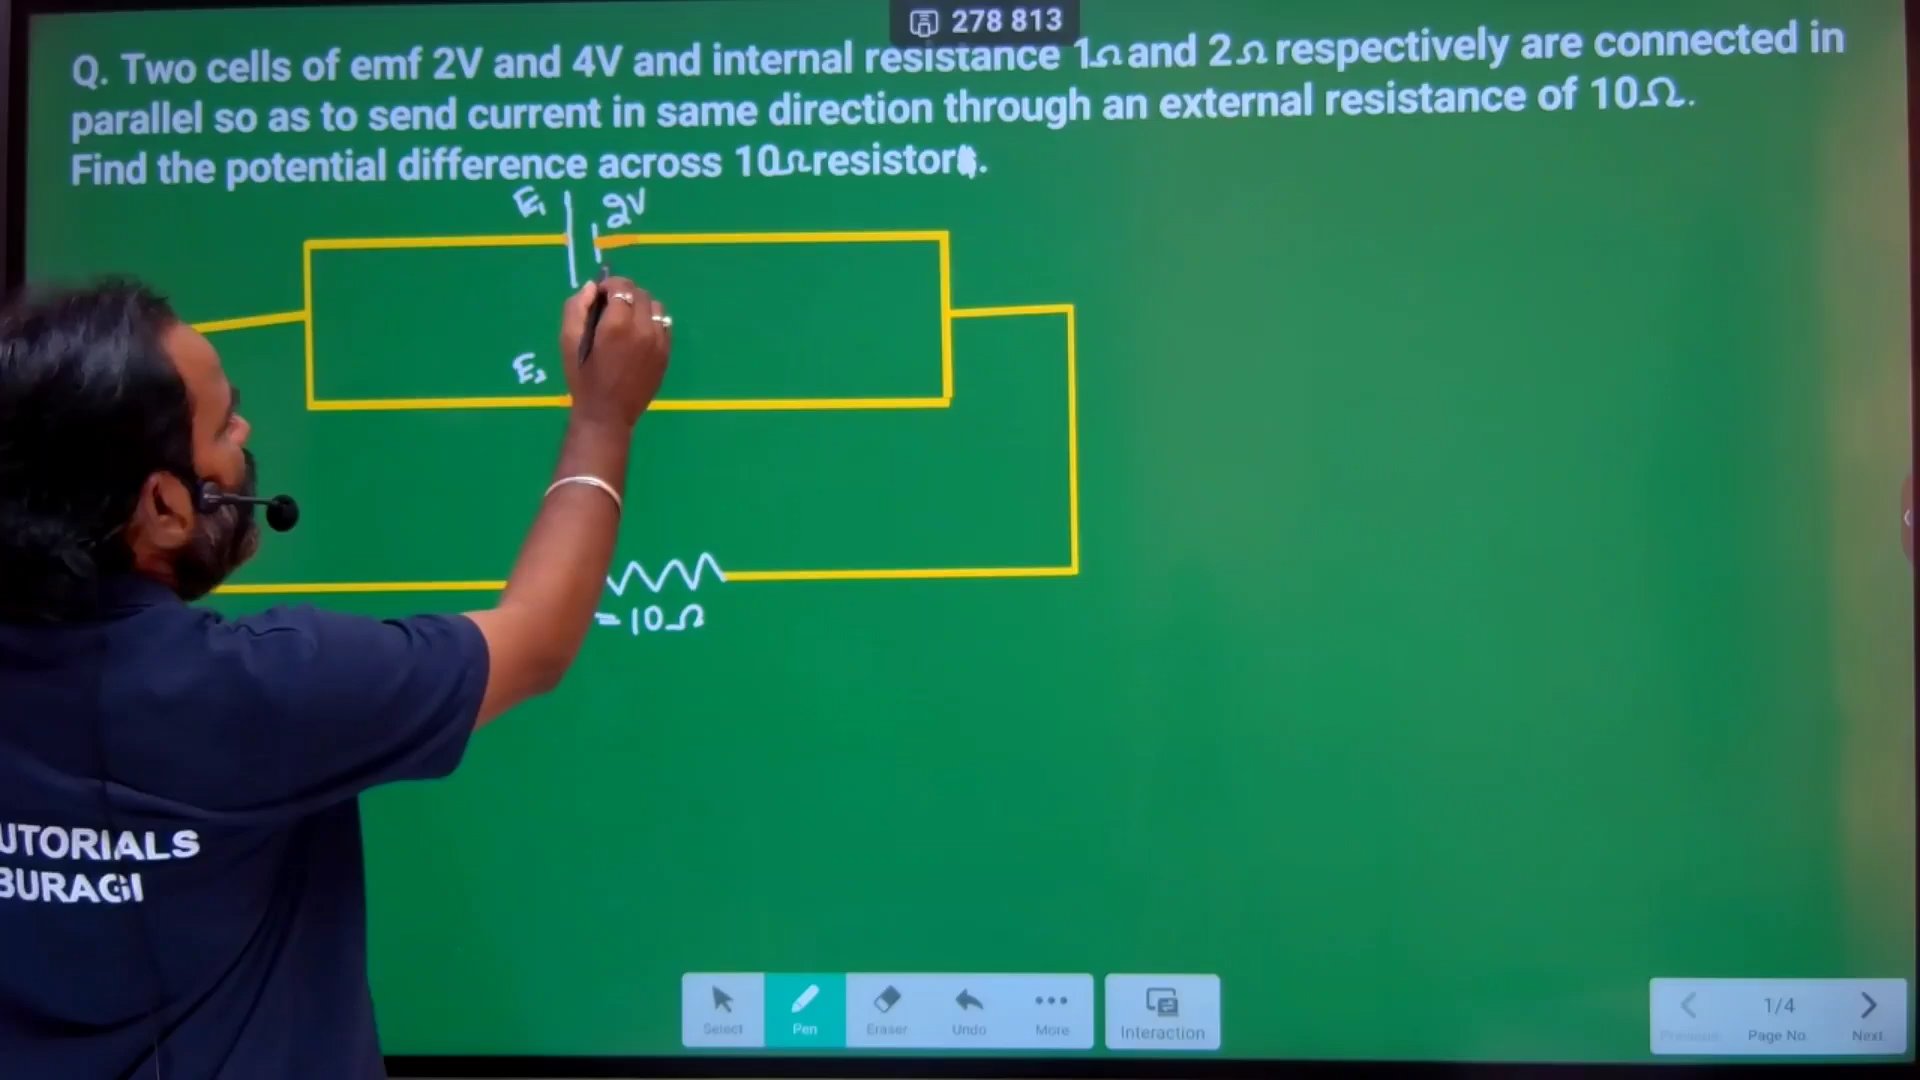 278 813
Q. Two cells of emf 2V and 4V and internal resistance 1Ω and 2Ω respectively are connected in
parallel so as to send current in same direction through an external resistance of 10Ω.
Find the potential difference across 10Ω resistor.
E₁ 2V
E₂
= 10Ω
UTORIALS
BURAGI
Select Pen Eraser Undo More Interaction
1/4
Previous Page No. Next